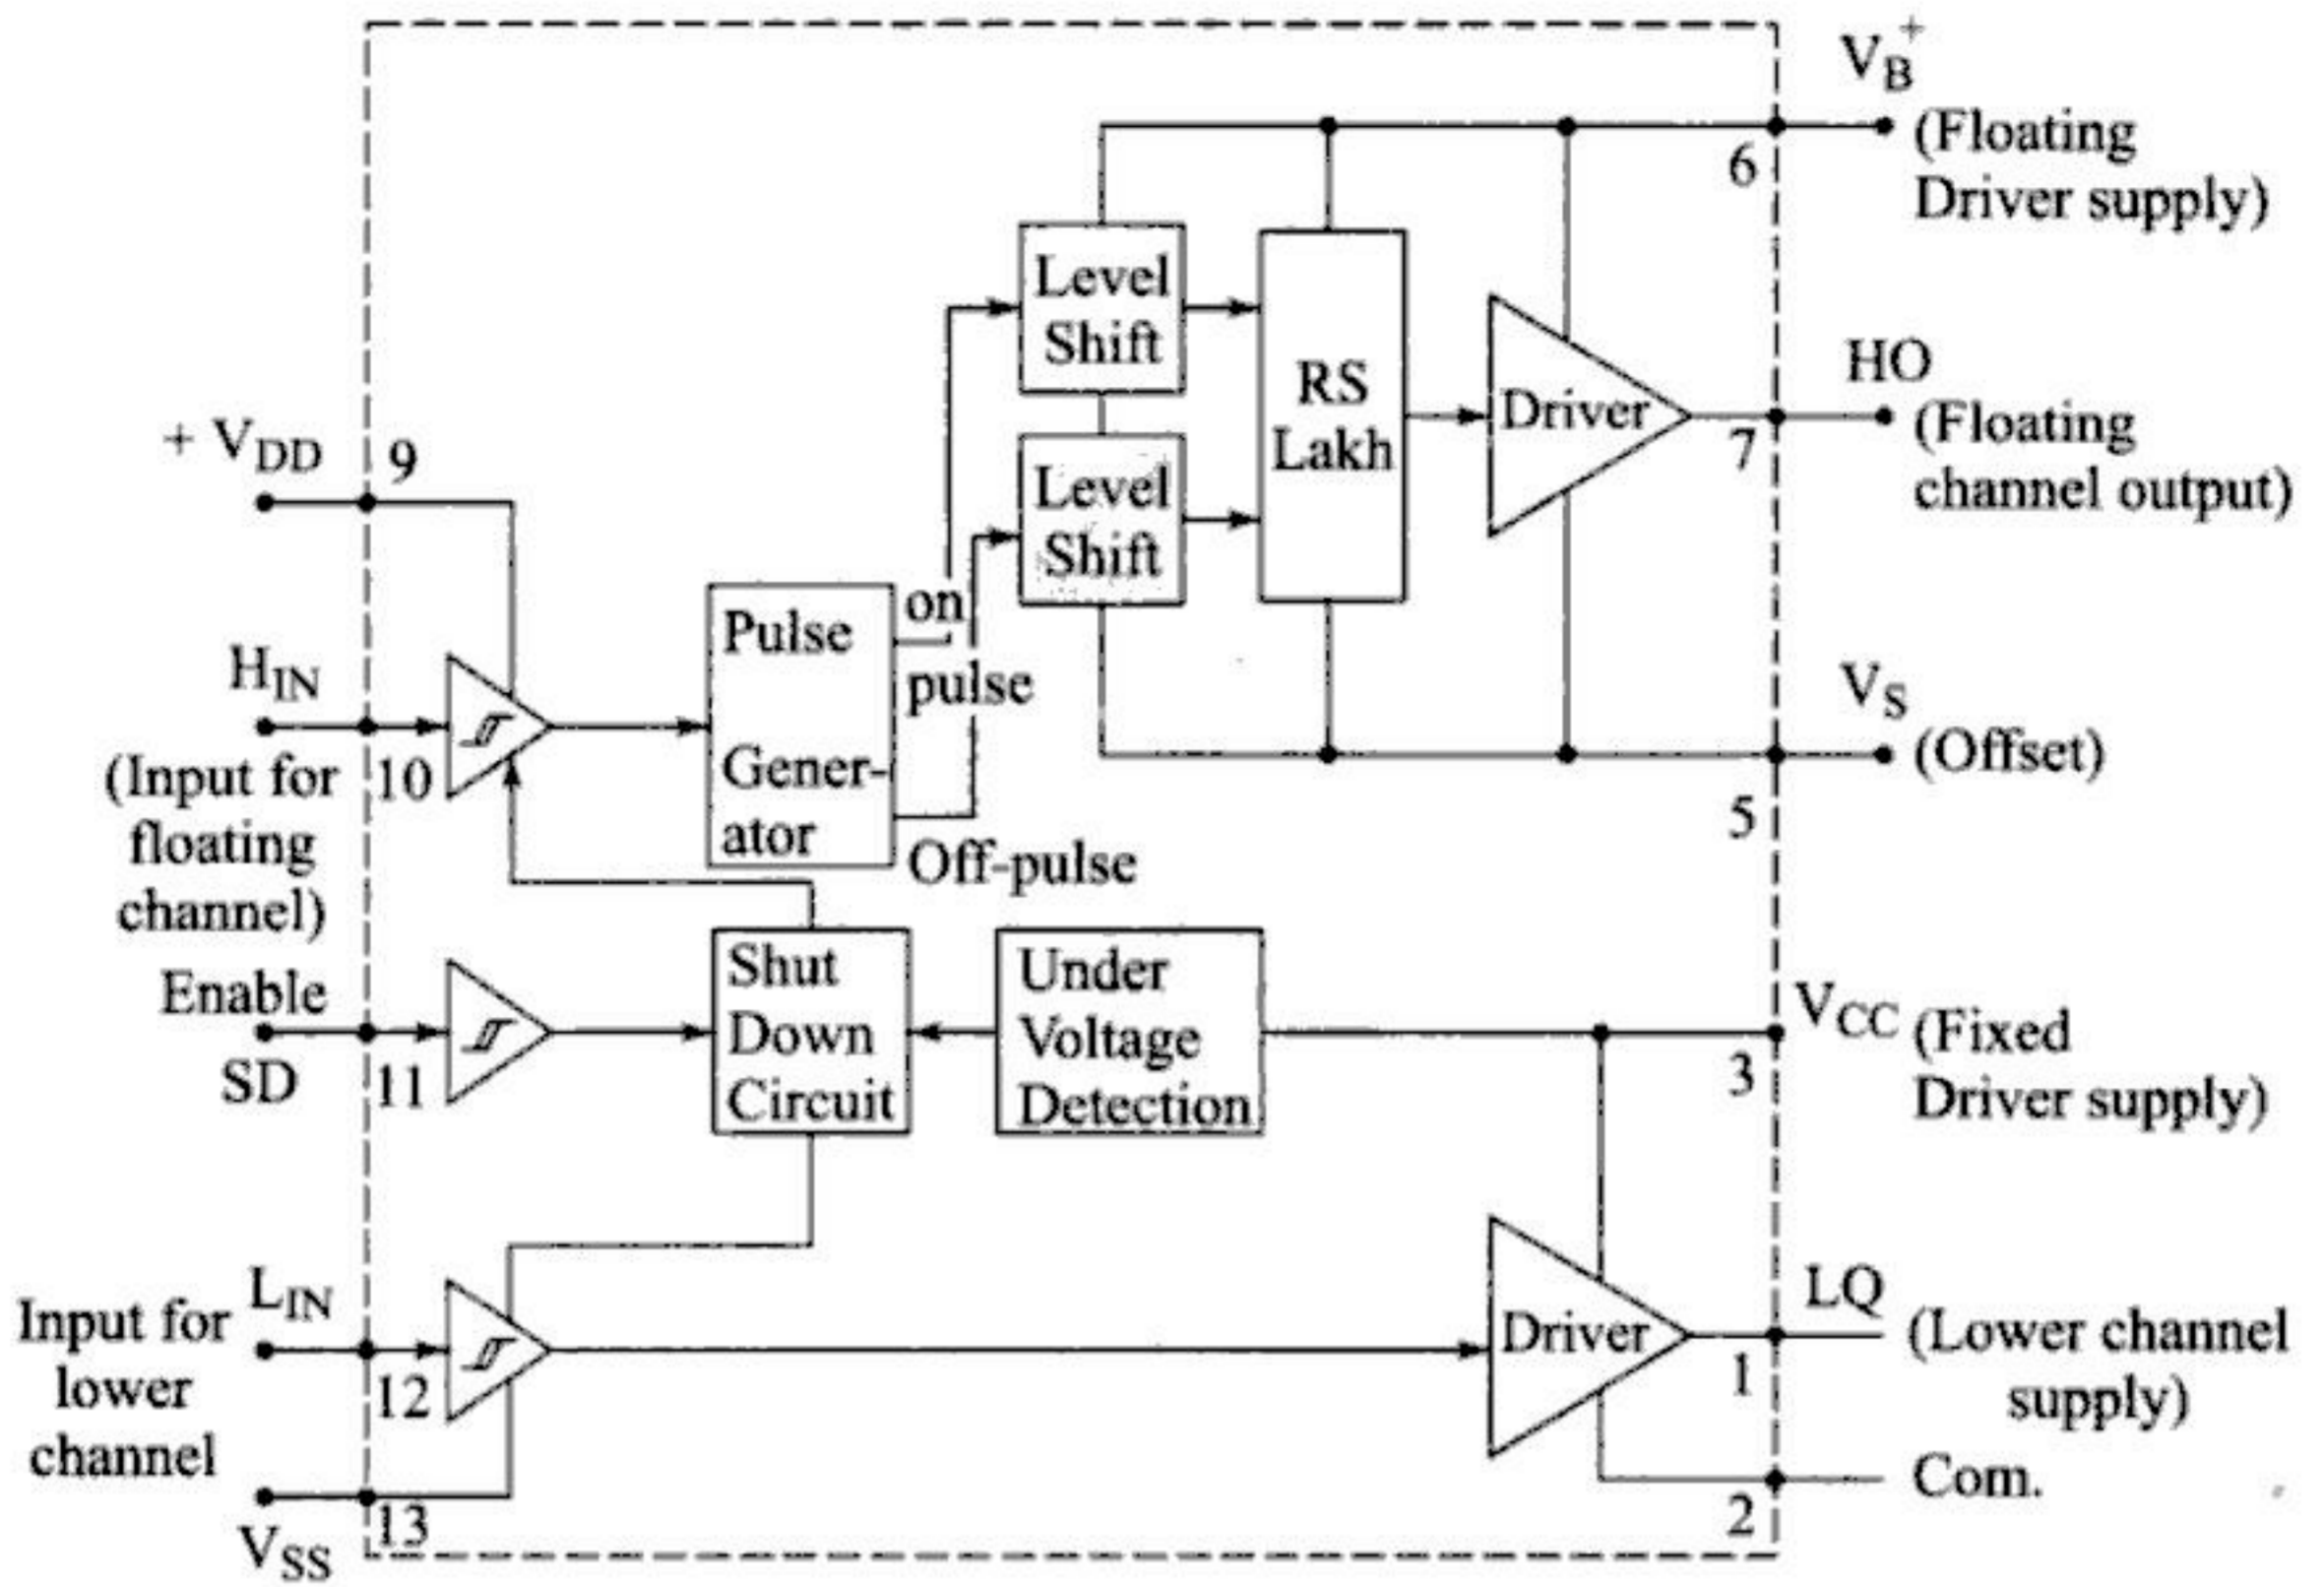 V_B^+
(Floating
Driver supply)
6
Level
Shift
RS
Lakh
Driver
HO
(Floating
channel output)
7
Level
Shift
+ V_DD
9
H_IN
10
(Input for
floating
channel)
Pulse
Gener-
ator
on
pulse
Off-pulse
V_S
(Offset)
5
Enable
SD
11
Shut
Down
Circuit
Under
Voltage
Detection
V_CC
(Fixed
Driver supply)
3
Input for
lower
channel
L_IN
12
Driver
LQ
(Lower channel
supply)
1
V_SS
13
Com.
2